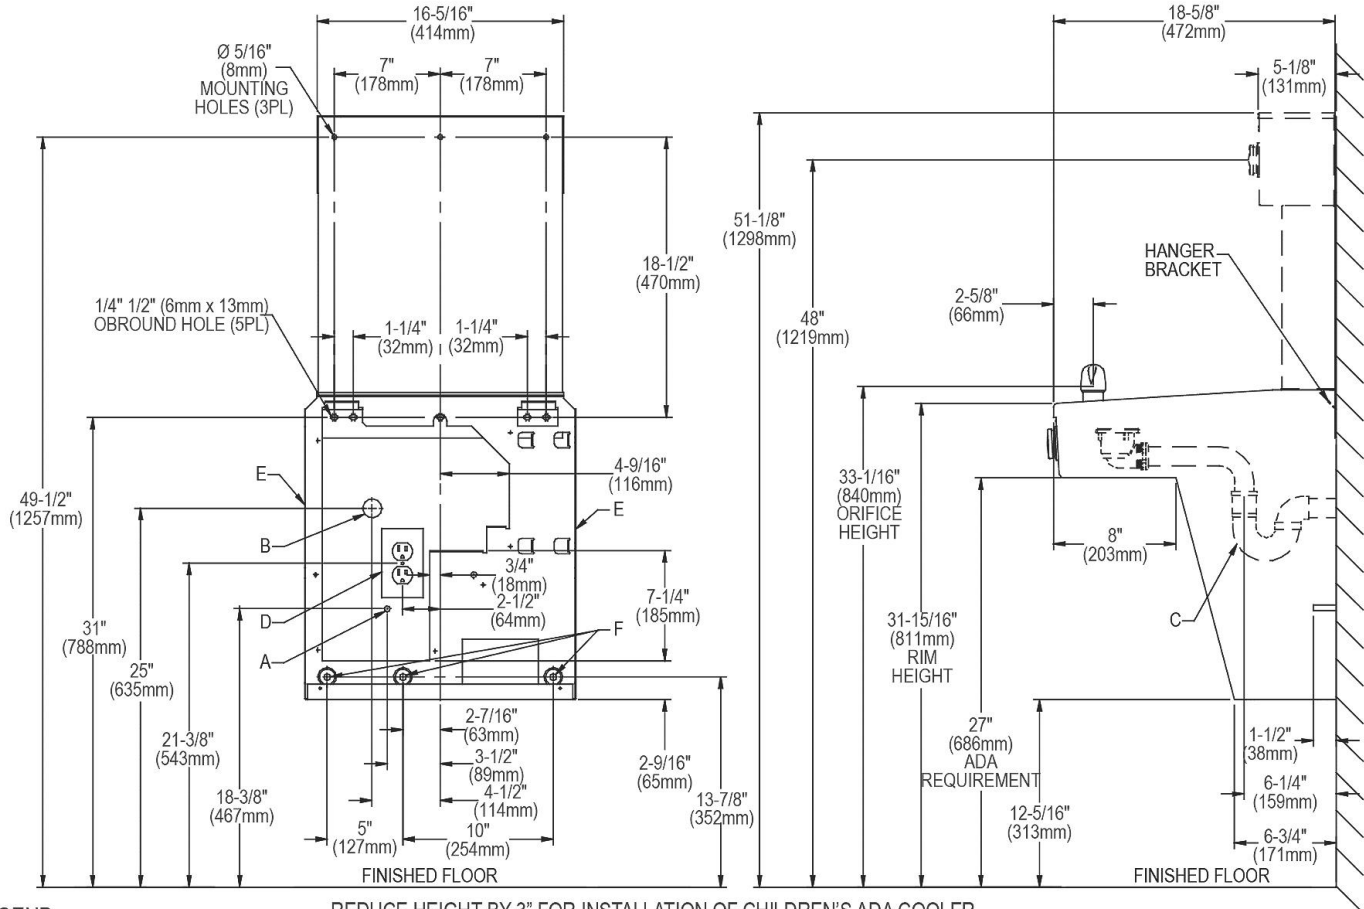 16-5/16"
(414mm)
Ø 5/16"
(8mm)
MOUNTING
HOLES (3PL)
7"
(178mm)
7"
(178mm)
18-1/2"
(470mm)
1/4" 1/2" (6mm x 13mm)
OBROUND HOLE (5PL)
1-1/4"
(32mm)
1-1/4"
(32mm)
4-9/16"
(116mm)
E
E
49-1/2"
(1257mm)
B
3/4"
(18mm)
2-1/2"
(64mm)
7-1/4"
(185mm)
D
F
A
31"
(788mm)
25"
(635mm)
21-3/8"
(543mm)
18-3/8"
(467mm)
2-7/16"
(63mm)
3-1/2"
(89mm)
4-1/2"
(114mm)
2-9/16"
(65mm)
13-7/8"
(352mm)
5"
(127mm)
10"
(254mm)
FINISHED FLOOR
18-5/8"
(472mm)
5-1/8"
(131mm)
51-1/8"
(1298mm)
HANGER
BRACKET
2-5/8"
(66mm)
48"
(1219mm)
33-1/16"
(840mm)
ORIFICE
HEIGHT
8"
(203mm)
31-15/16"
(811mm)
RIM
HEIGHT
C
27"
(686mm)
ADA
REQUIREMENT
1-1/2"
(38mm)
6-1/4"
(159mm)
12-5/16"
(313mm)
6-3/4"
(171mm)
FINISHED FLOOR
REDUCE HEIGHT BY 3" FOR INSTALLATION OF CHILDREN'S ADA COOLER